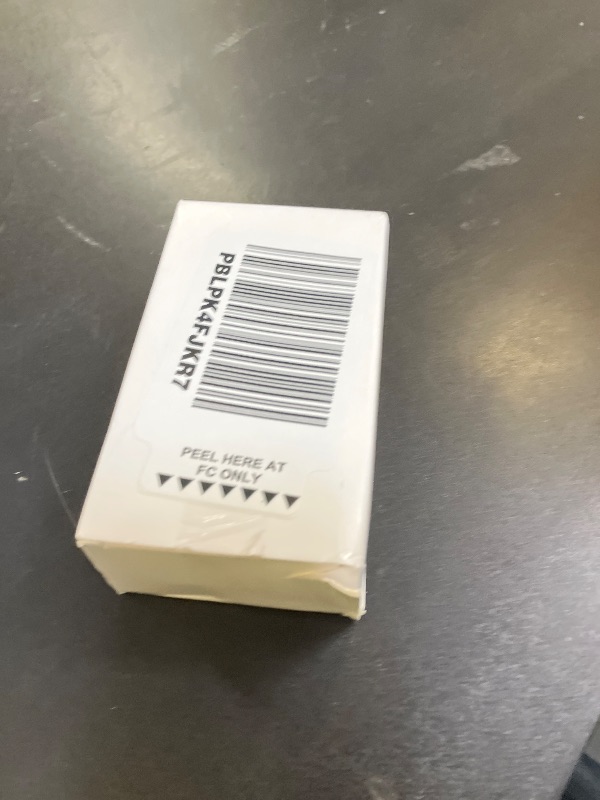 PBLPK4FJKR7
PEEL HERE AT
FC ONLY